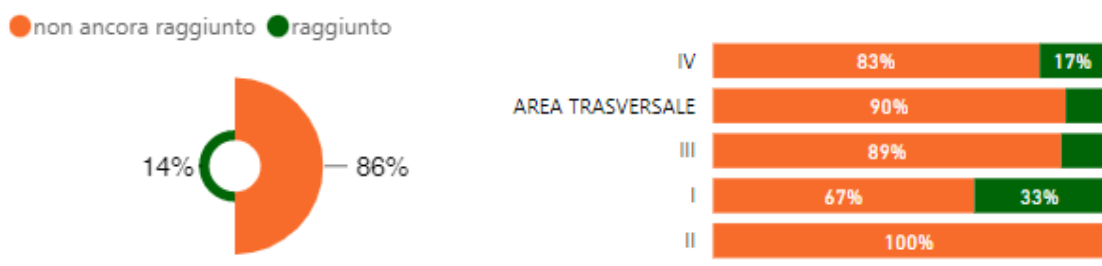 non ancora raggiunto raggiunto
14% 86%
IV 83% 17%
AREA TRASVERSALE 90%
III 89%
I 67% 33%
II 100%